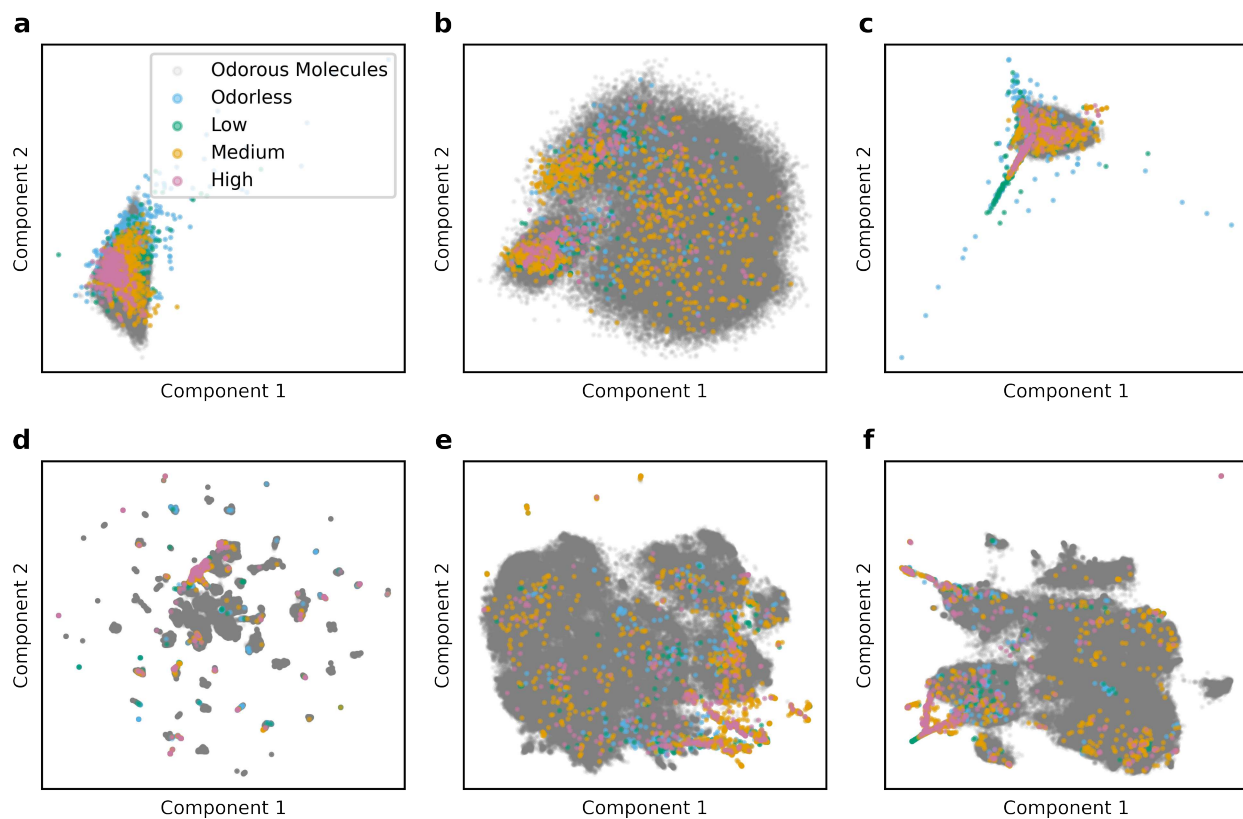 a
b
c
Odorous Molecules
Odorless
Low
Medium
High
Component 2
Component 2
Component 2
Component 1
Component 1
Component 1
d
e
f
Component 2
Component 2
Component 2
Component 1
Component 1
Component 1